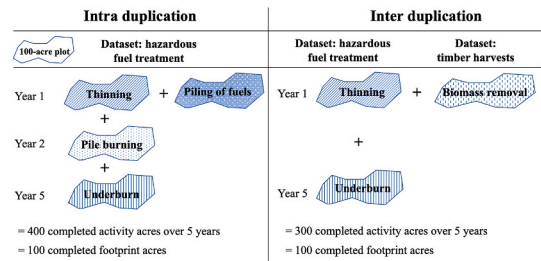 Intra duplication
Inter duplication
100-acre plot
Dataset: hazardous
fuel treatment
Dataset: hazardous
fuel treatment
Dataset:
timber harvests
Year 1
Thinning
+
Piling of fuels
+
Year 2
Pile burning
+
Year 5
Underburn
= 400 completed activity acres over 5 years
= 100 completed footprint acres
Year 1
Thinning
+
Biomass removal
+
Year 5
Underburn
= 300 completed activity acres over 5 years
= 100 completed footprint acres